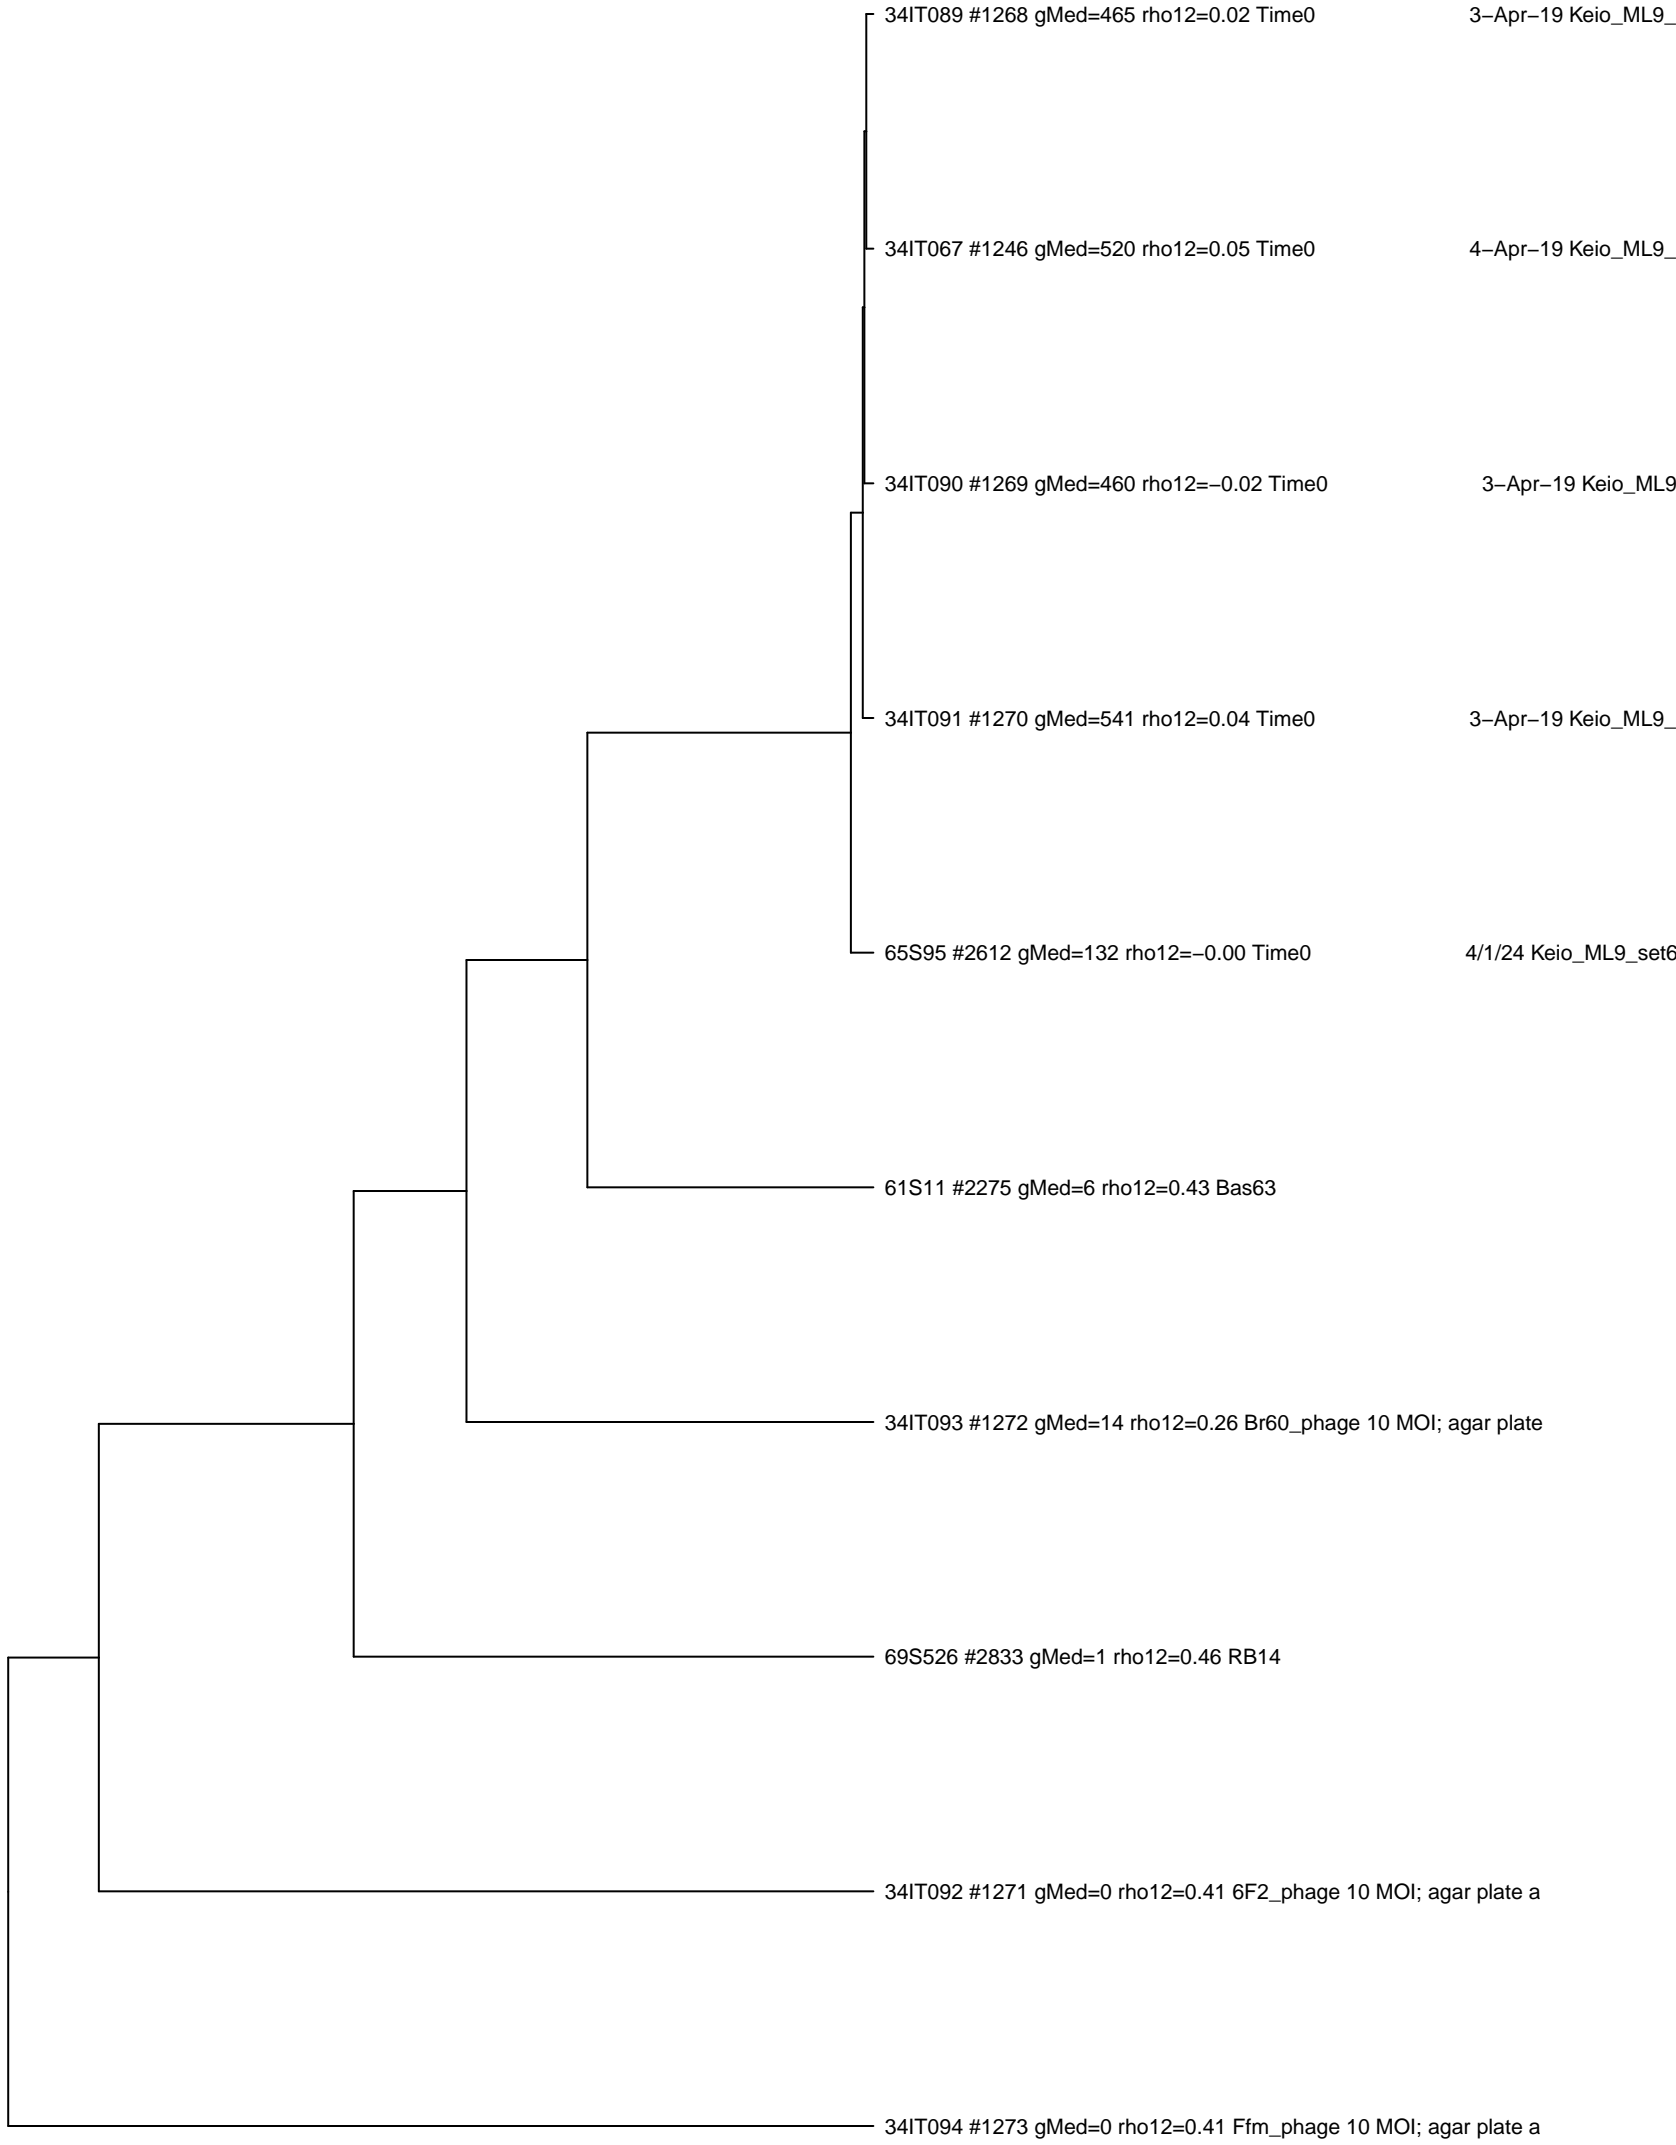 34IT089 #1268 gMed=465 rho12=0.02 Time0 3−Apr−19 Keio_ML9_
34IT067 #1246 gMed=520 rho12=0.05 Time0 4−Apr−19 Keio_ML9_
34IT090 #1269 gMed=460 rho12=−0.02 Time0 3−Apr−19 Keio_ML9
34IT091 #1270 gMed=541 rho12=0.04 Time0 3−Apr−19 Keio_ML9_
65S95 #2612 gMed=132 rho12=−0.00 Time0 4/1/24 Keio_ML9_set6
61S11 #2275 gMed=6 rho12=0.43 Bas63
34IT093 #1272 gMed=14 rho12=0.26 Br60_phage 10 MOI; agar plate
69S526 #2833 gMed=1 rho12=0.46 RB14
34IT092 #1271 gMed=0 rho12=0.41 6F2_phage 10 MOI; agar plate a
34IT094 #1273 gMed=0 rho12=0.41 Ffm_phage 10 MOI; agar plate a